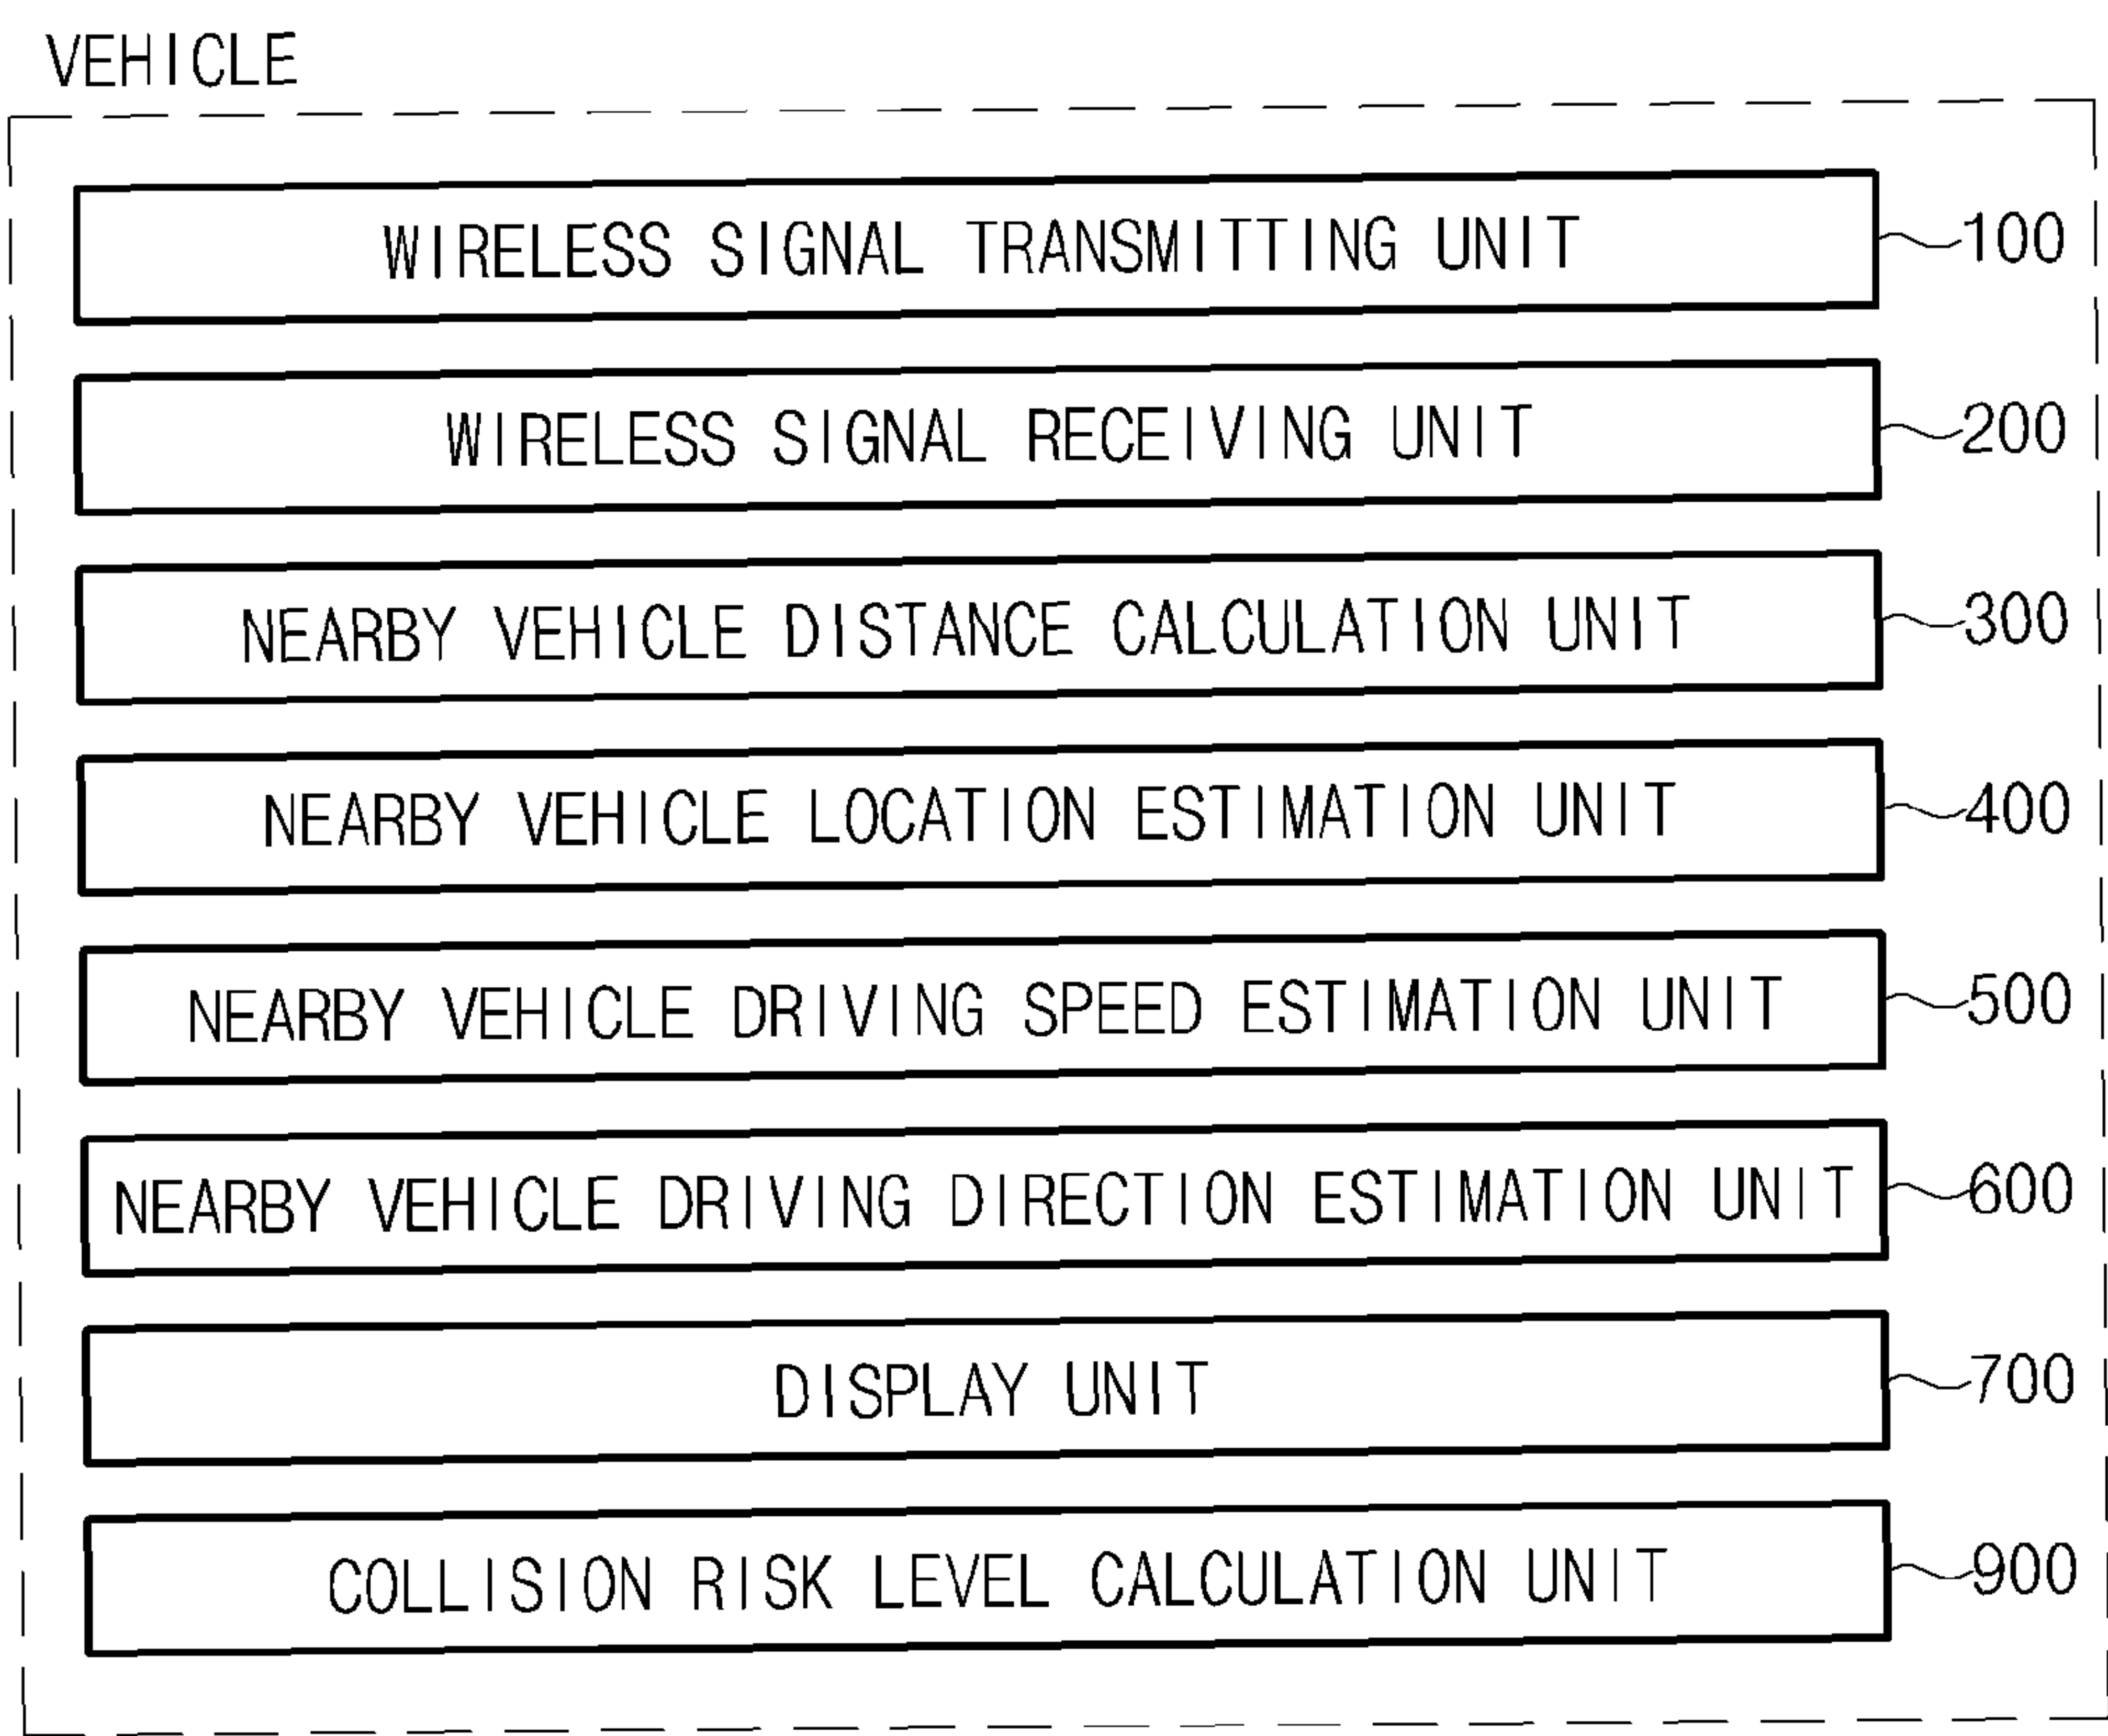 VEHICLE
WIRELESS SIGNAL TRANSMITTING UNIT 100
WIRELESS SIGNAL RECEIVING UNIT 200
NEARBY VEHICLE DISTANCE CALCULATION UNIT 300
NEARBY VEHICLE LOCATION ESTIMATION UNIT 400
NEARBY VEHICLE DRIVING SPEED ESTIMATION UNIT 500
NEARBY VEHICLE DRIVING DIRECTION ESTIMATION UNIT 600
DISPLAY UNIT 700
COLLISION RISK LEVEL CALCULATION UNIT 900